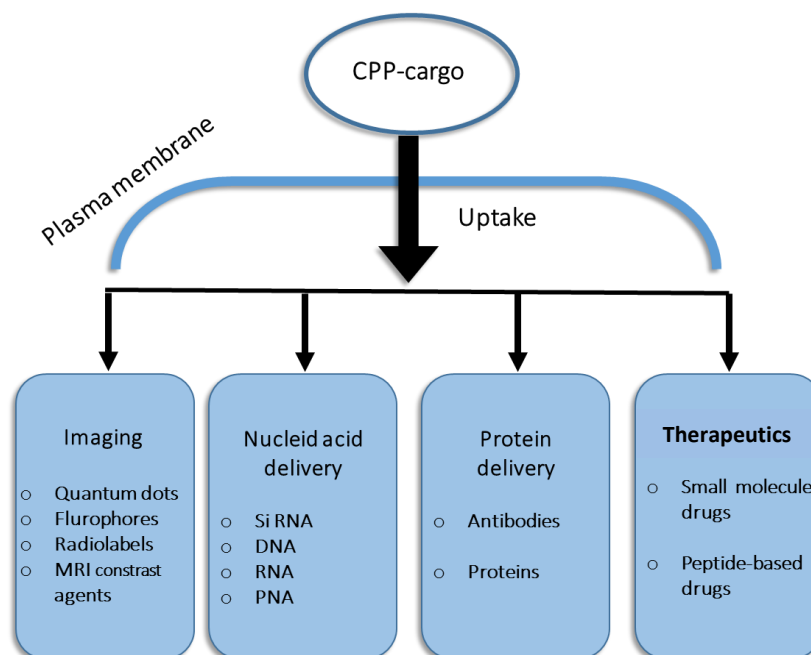 CPP-cargo
Plasma membrane
Uptake
Imaging
○ Quantum dots
○ Flurophores
○ Radiolabels
○ MRI constrast
agents
Nucleid acid
delivery
○ Si RNA
○ DNA
○ RNA
○ PNA
Protein
delivery
○ Antibodies
○ Proteins
Therapeutics
○ Small molecule
drugs
○ Peptide-based
drugs